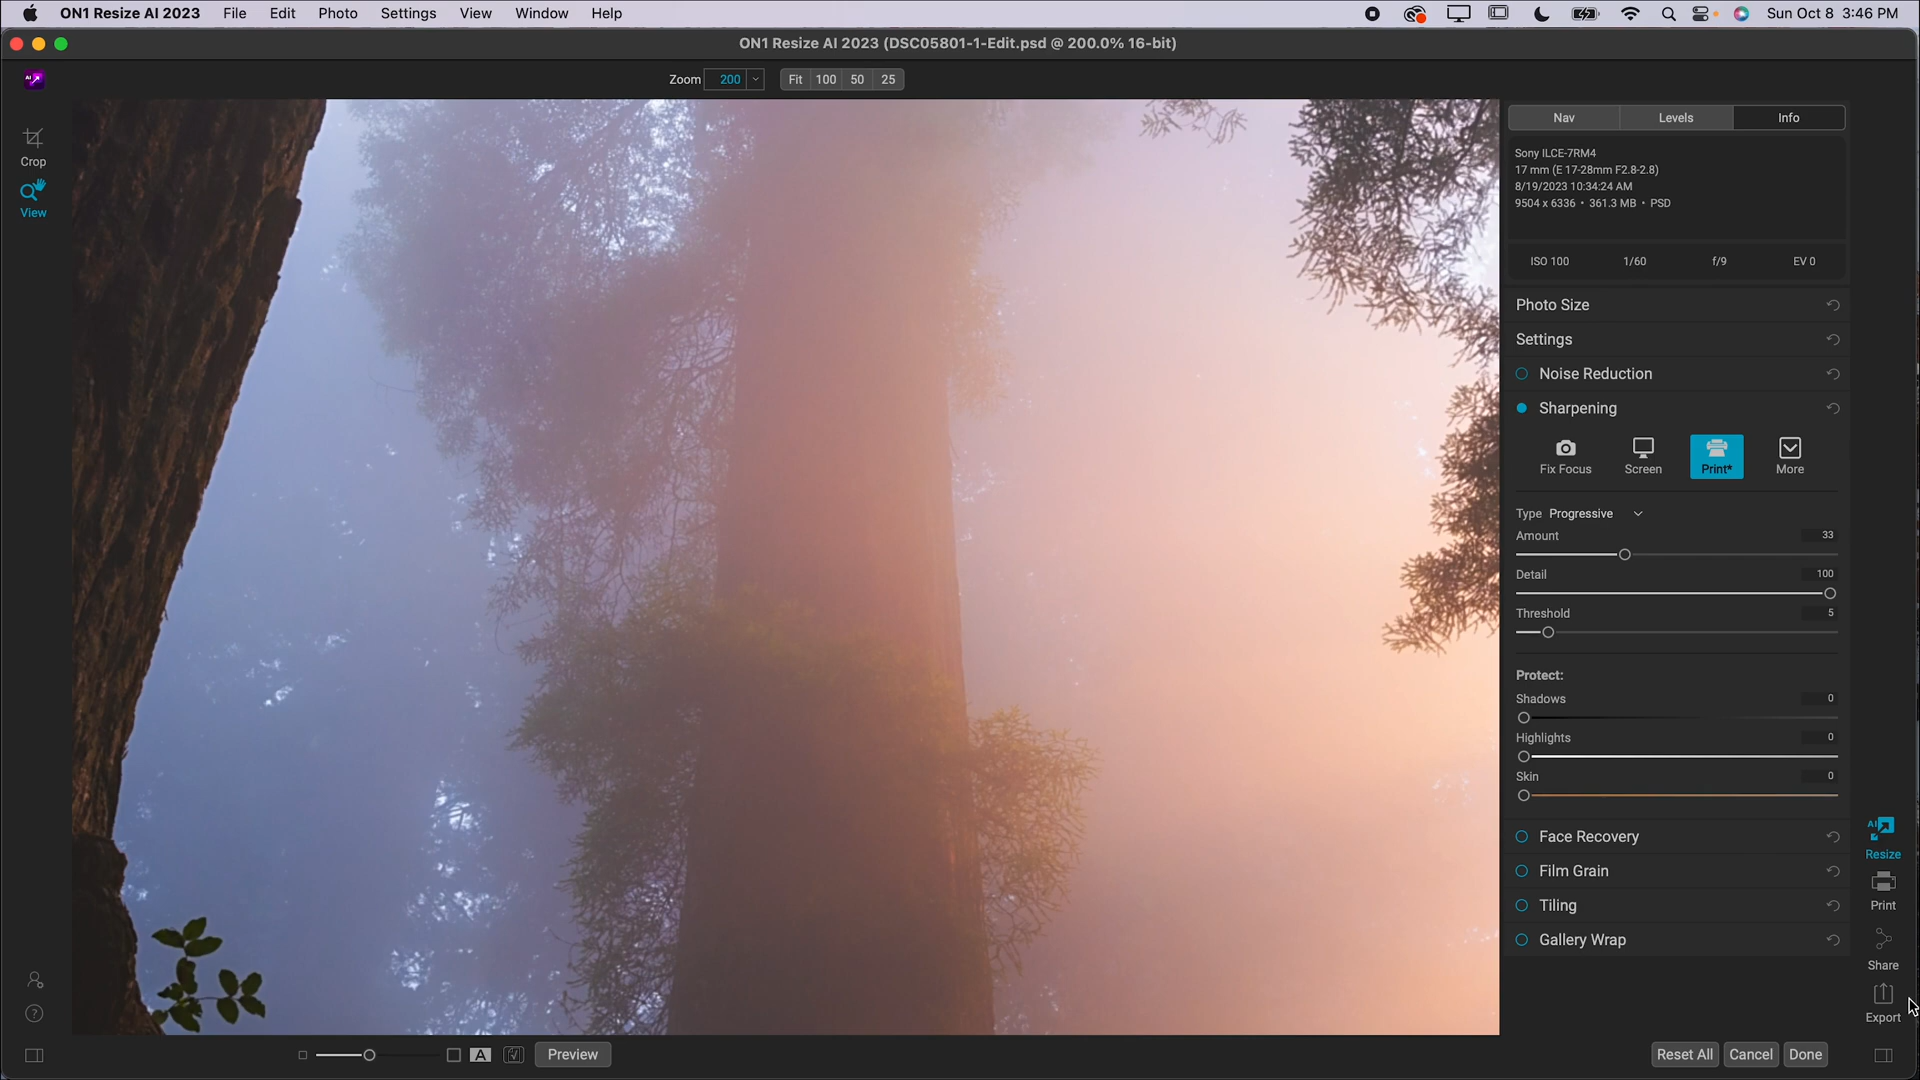 ON1 Resize AI 2023 File Edit Photo Settings View Window Help Sun Oct 8 3:46 PM
ON1 Resize AI 2023 (DSC05801-1-Edit.psd @ 200.0% 16-bit)
AI
Zoom 200 Fit 100 50 25
Nav Levels Info
Crop
View
Sony ILCE-7RM4
17 mm (E 17-28mm F2.8-2.8)
8/19/2023 10:34:24 AM
9504 x 6336 • 361.3 MB • PSD
ISO 100 1/60 f/9 EV 0
Photo Size
Settings
Noise Reduction
Sharpening
Fix Focus Screen Print* More
Type Progressive
Amount 33
Detail 100
Threshold 5
Protect:
Shadows 0
Highlights 0
Skin 0
Face Recovery
Film Grain
Tiling
Gallery Wrap
AI
Resize
Print
Share
Export
?
A Preview
Reset All Cancel Done